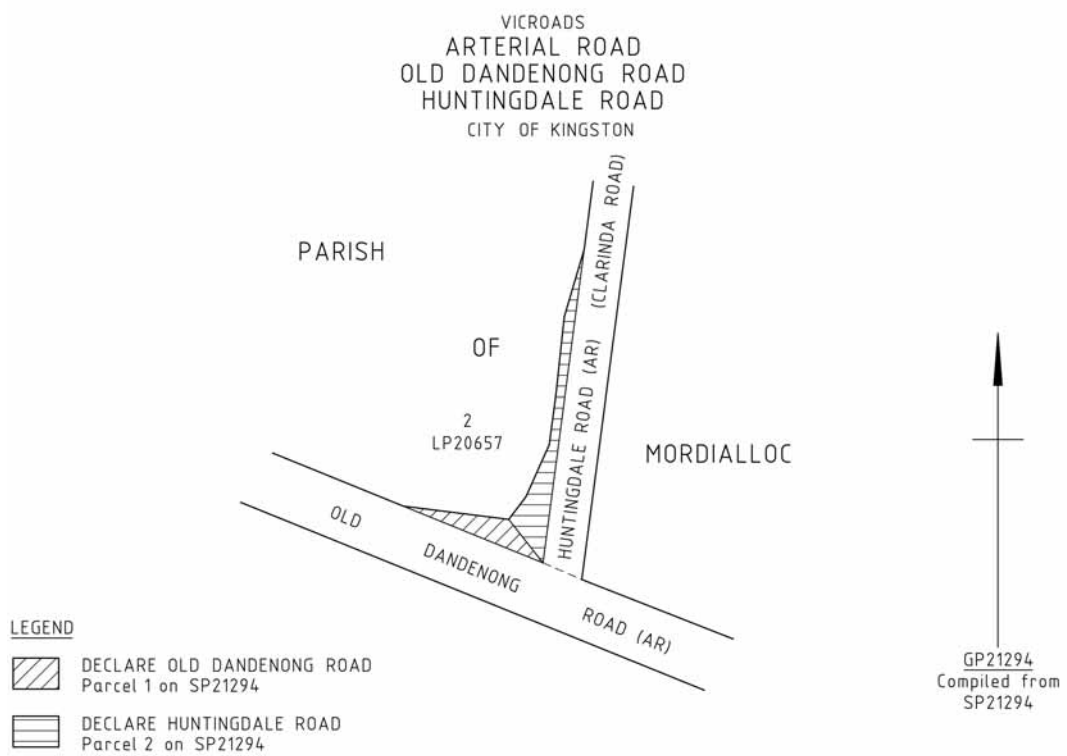 VICROADS
ARTERIAL ROAD
OLD DANDENONG ROAD
HUNTINGDALE ROAD
CITY OF KINGSTON
PARISH
OF
MORDIALLOC
2
LP20657
HUNTINGDALE ROAD (AR) (CLARINDA ROAD)
OLD DANDENONG ROAD (AR)
LEGEND
DECLARE OLD DANDENONG ROAD
Parcel 1 on SP21294
DECLARE HUNTINGDALE ROAD
Parcel 2 on SP21294
GP21294
Compiled from
SP21294